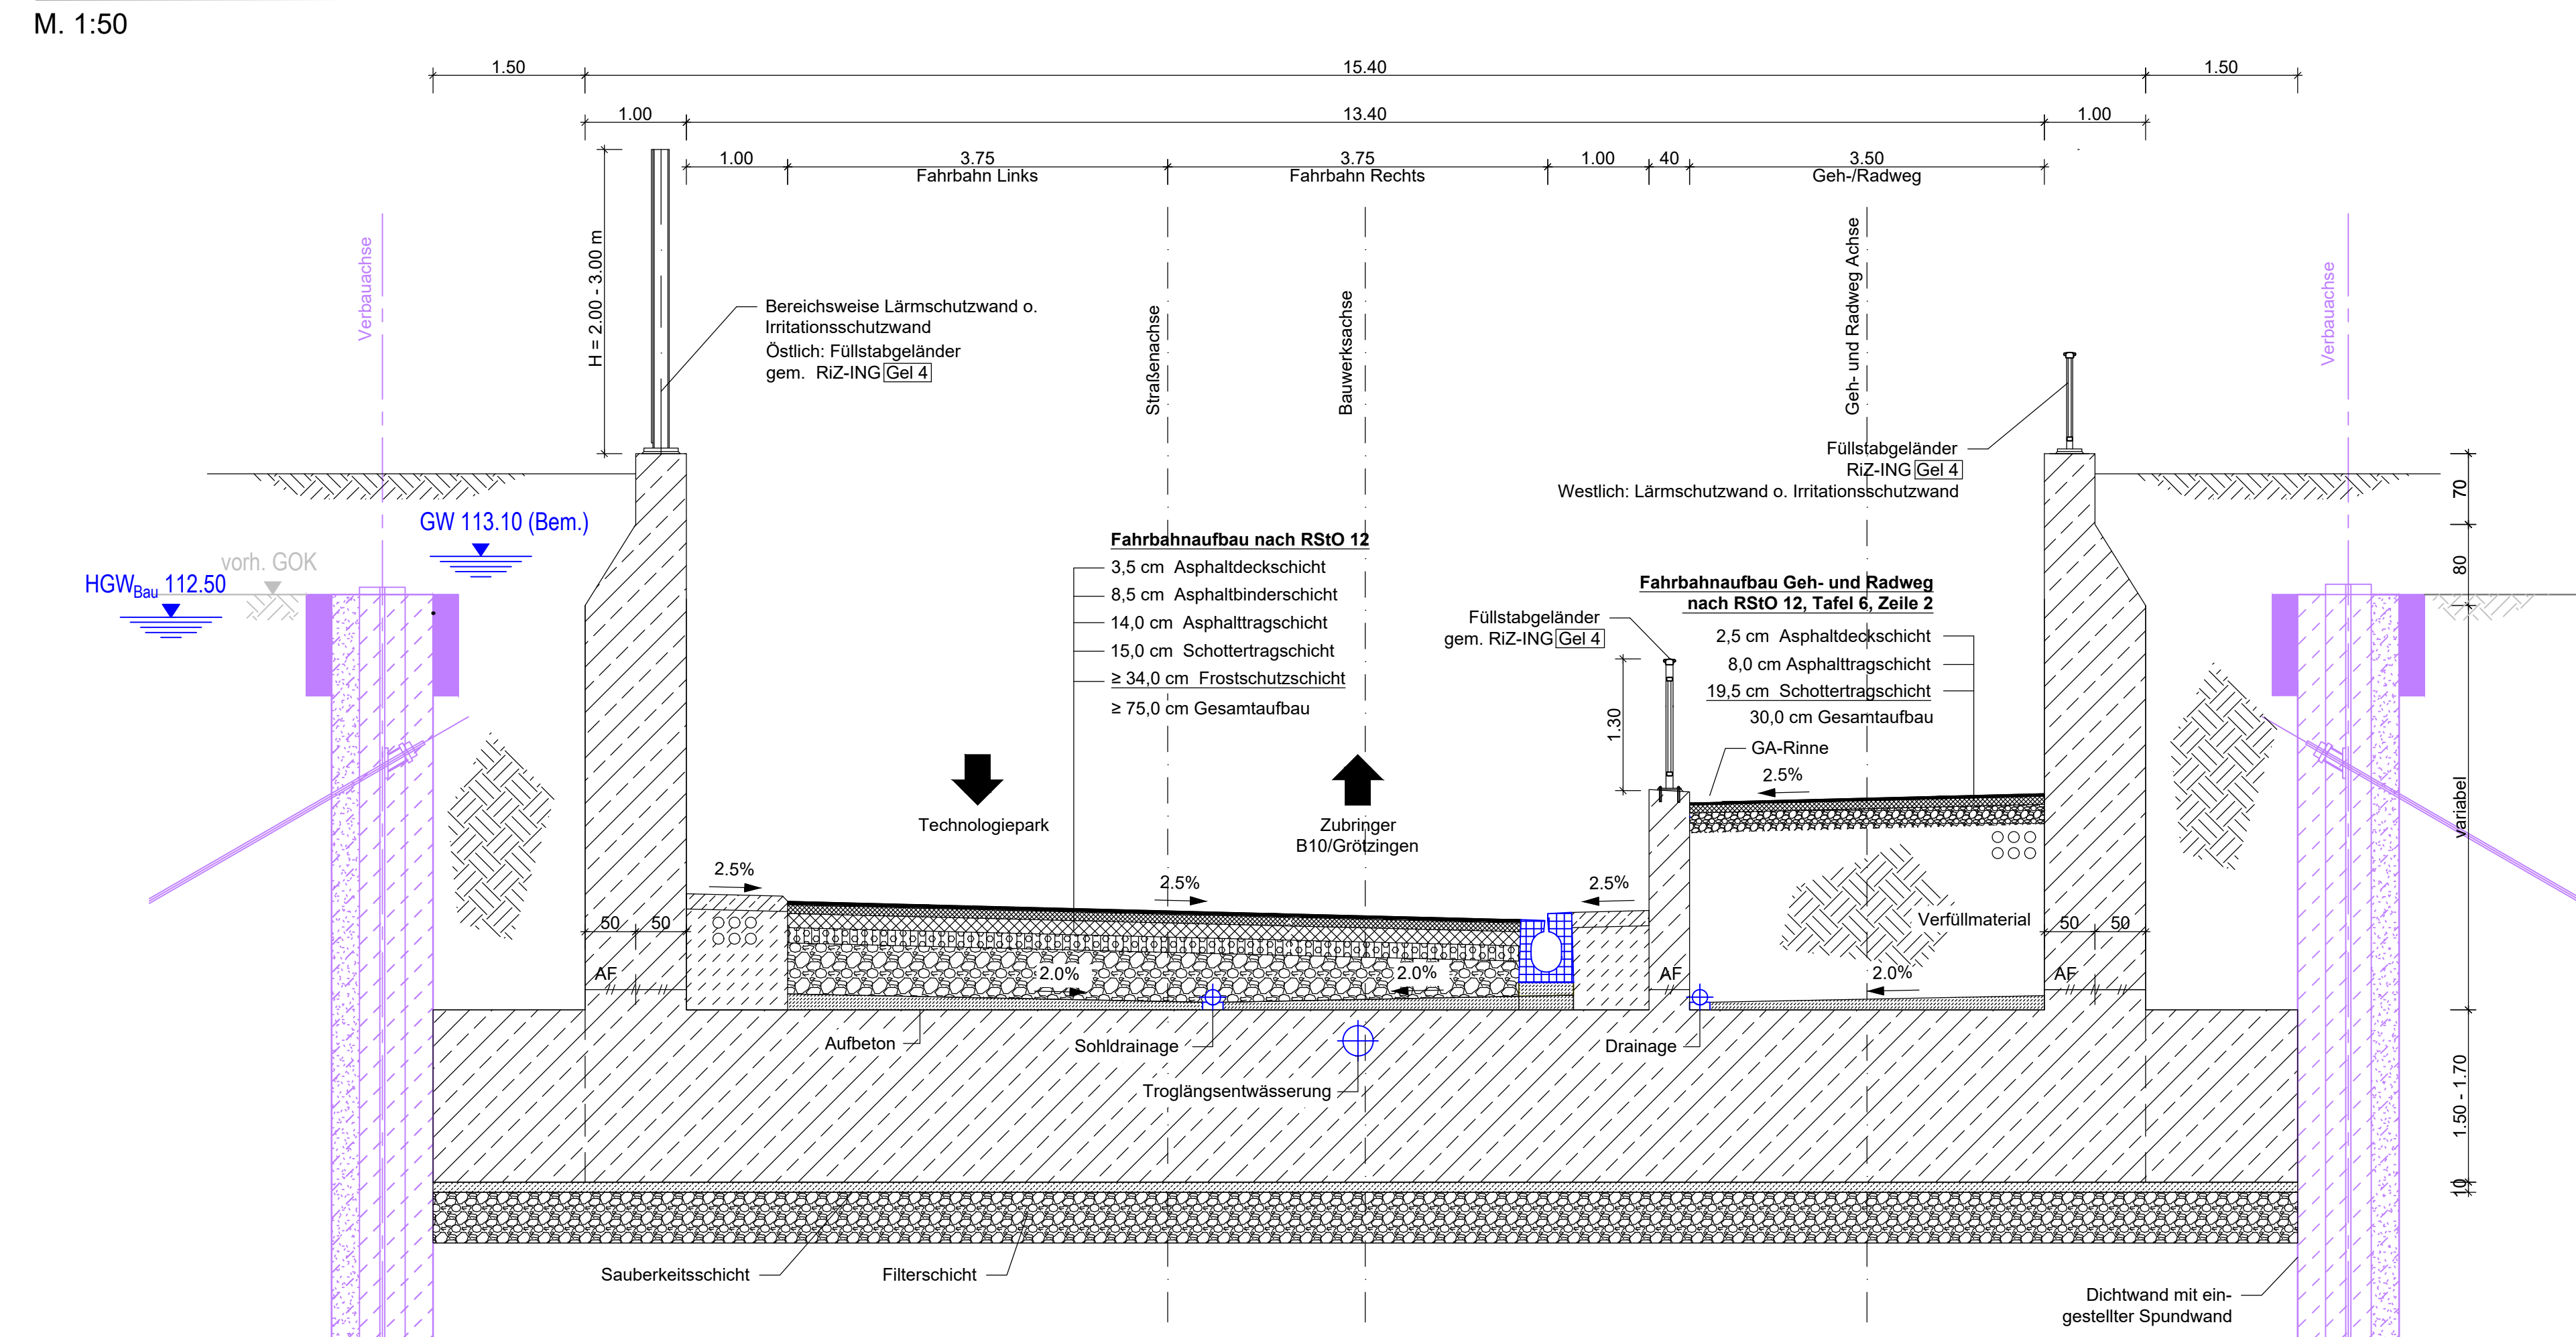 M. 1:50
1.50
15.40
1.50
1.00
13.40
1.00
1.00
3.75
3.75
1.00
40
3.50
Fahrbahn Links
Fahrbahn Rechts
Geh-/Radweg
Verbauachse
H = 2.00 - 3.00 m
Bereichsweise Lärmschutzwand o.
Irritationsschutzwand
Östlich: Füllstabgeländer
gem. RiZ-ING Gel 4
Straßenachse
Bauwerksachse
Geh- und Radweg Achse
Verbauachse
Füllstabgeländer
RiZ-ING Gel 4
Westlich: Lärmschutzwand o. Irritationsschutzwand
70
80
variabel
1.50 - 1.70
10
GW 113.10 (Bem.)
vorh. GOK
HGWBau 112.50
Fahrbahnaufbau nach RStO 12
3,5 cm Asphaltdeckschicht
8,5 cm Asphaltbinderschicht
14,0 cm Asphalttragschicht
15,0 cm Schottertragschicht
≥ 34,0 cm Frostschutzschicht
≥ 75,0 cm Gesamtaufbau
Fahrbahnaufbau Geh- und Radweg
nach RStO 12, Tafel 6, Zeile 2
2,5 cm Asphaltdeckschicht
8,0 cm Asphalttragschicht
19,5 cm Schottertragschicht
30,0 cm Gesamtaufbau
Füllstabgeländer
gem. RiZ-ING Gel 4
1.30
GA-Rinne
2.5%
Technologiepark
Zubringer
B10/Grötzingen
2.5%
2.5%
2.5%
50
50
Verfüllmaterial
50
50
AF
2.0%
2.0%
AF
2.0%
AF
Aufbeton
Sohldrainage
Drainage
Troglängsentwässerung
Sauberkeitsschicht
Filterschicht
Dichtwand mit ein-
gestellter Spundwand